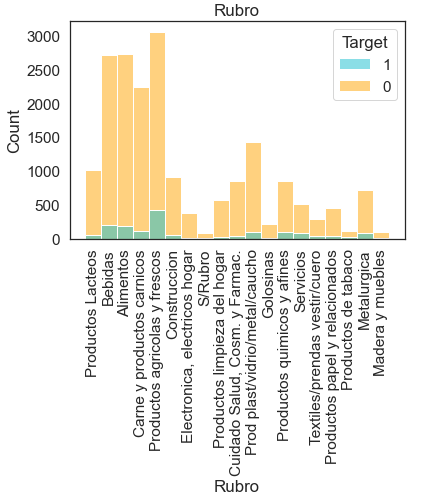 Rubro
3000
2500
2000
1500
1000
500
0
Count
Target
1
0
Productos Lacteos
Bebidas
Alimentos
Carne y productos carnicos
Productos agricolas y frescos
Construccion
Electronica, electricos hogar
S/Rubro
Productos limpieza del hogar
Cuidado Salud, Cosm. y Farmac.
Prod plast/vidrio/metal/caucho
Golosinas
Productos quimicos y afines
Servicios
Textiles/prendas vestir/cuero
Productos papel y relacionados
Productos de tabaco
Metalurgica
Madera y muebles
Rubro